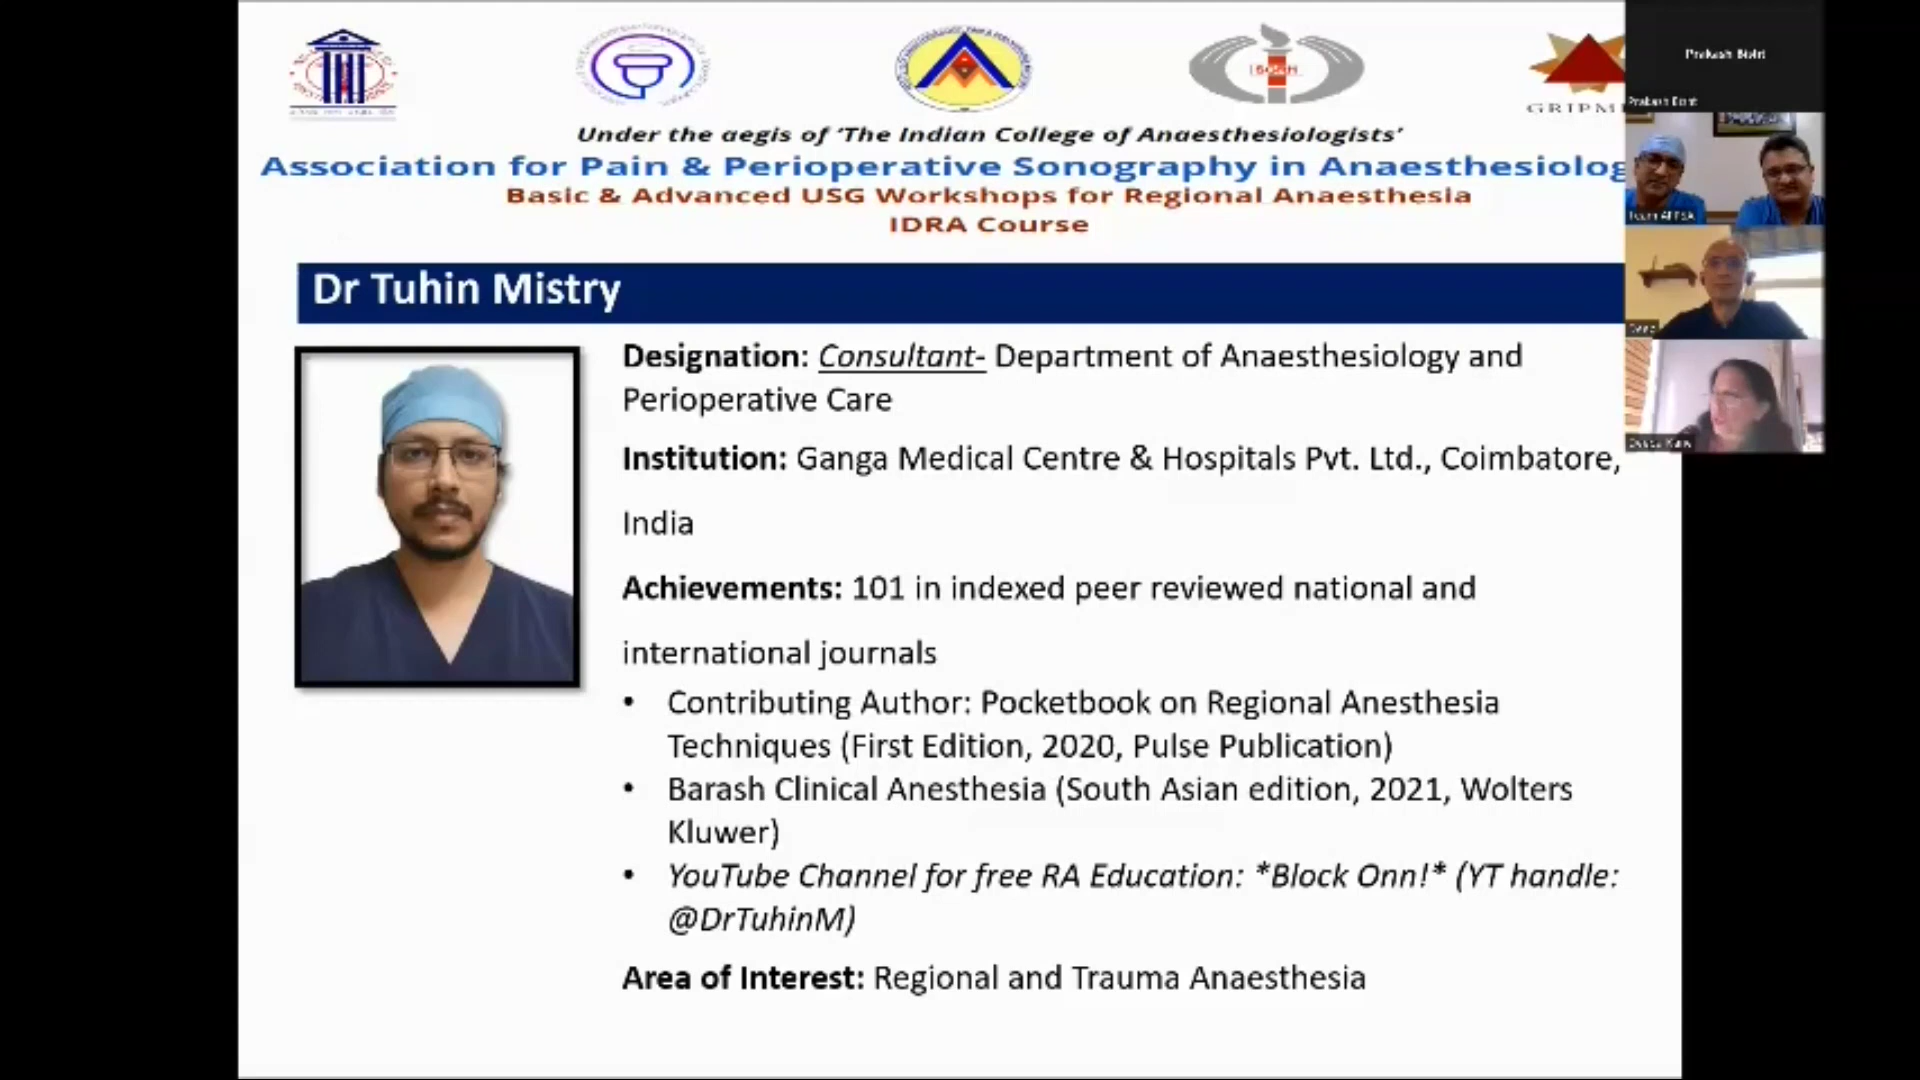 Under the aegis of ‘The Indian College of Anaesthesiologists’
Association for Pain & Perioperative Sonography in Anaesthesiolog
Basic & Advanced USG Workshops for Regional Anaesthesia
IDRA Course
GRIPM
Dr Tuhin Mistry
Designation: Consultant- Department of Anaesthesiology and
Perioperative Care
Institution: Ganga Medical Centre & Hospitals Pvt. Ltd., Coimbatore,
India
Achievements: 101 in indexed peer reviewed national and
international journals
• Contributing Author: Pocketbook on Regional Anesthesia
Techniques (First Edition, 2020, Pulse Publication)
• Barash Clinical Anesthesia (South Asian edition, 2021, Wolters
Kluwer)
• YouTube Channel for free RA Education: *Block Onn!* (YT handle:
@DrTuhinM)
Area of Interest: Regional and Trauma Anaesthesia
Prakash
Prakash
Team